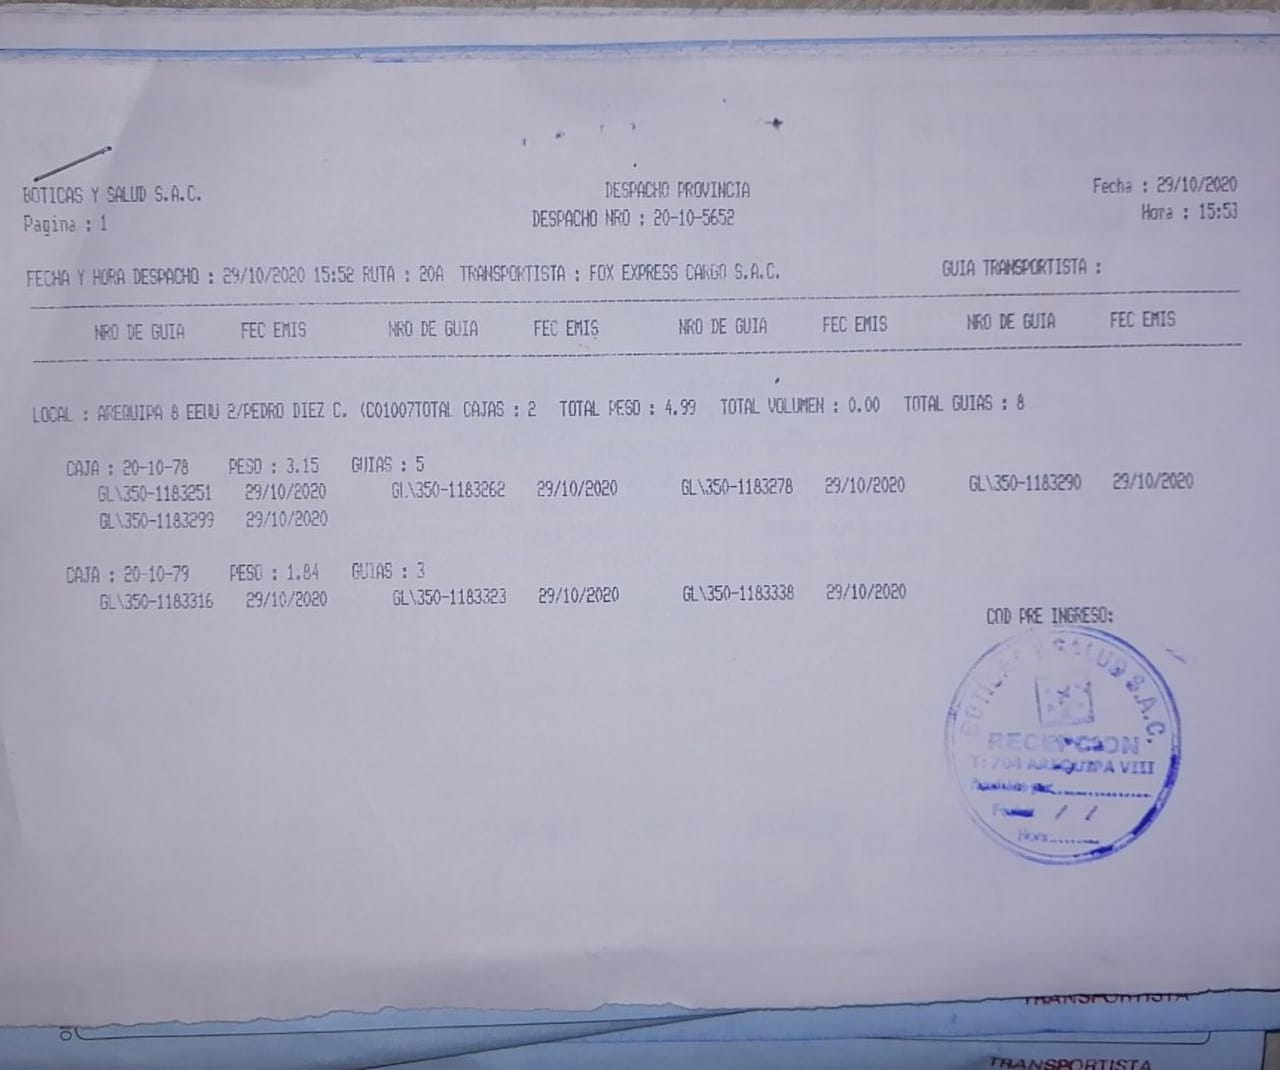 BOTICAS Y SALUD S.A.C. DESPACHO PROVINCIA Fecha : 29/10/2020
Pagina : 1 DESPACHO NRO : 20-10-5652 Hora : 15:53
FECHA Y HORA DESPACHO : 29/10/2020 15:52 RUTA : 20A TRANSPORTISTA : FOX EXPRESS CARGO S.A.C. GUIA TRANSPORTISTA :
NRO DE GUIA FEC EMIS NRO DE GUIA FEC EMIS NRO DE GUIA FEC EMIS NRO DE GUIA FEC EMIS
LOCAL : AREQUIPA 8 EEUU 2/PEDRO DIEZ C. (C01007TOTAL CAJAS : 2 TOTAL PESO : 4.99 TOTAL VOLUMEN : 0.00 TOTAL GUIAS : 8
CAJA : 20-10-78 PESO : 3.15 GUIAS : 5
GL\350-1183251 29/10/2020 GL\350-1183262 29/10/2020 GL\350-1183278 29/10/2020 GL\350-1183290 29/10/2020
GL\350-1183299 29/10/2020
CAJA : 20-10-79 PESO : 1.84 GUIAS : 3
GL\350-1183316 29/10/2020 GL\350-1183323 29/10/2020 GL\350-1183338 29/10/2020
COD PRE INGRESO:
BOTICAS Y SALUD S.A.C.
RECEPCION
T: 204 AREQUIPA VIII
Fecha: / /
Hora:.......
TRANSPORTISTA
TRANSPORTISTA